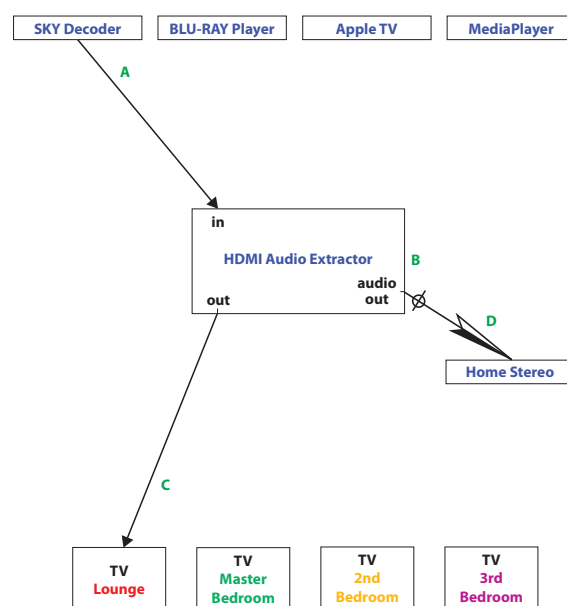 SKY Decoder
BLU-RAY Player
Apple TV
MediaPlayer
A
in
HDMI Audio Extractor
B
audio
out
out
D
Home Stereo
C
TV
Lounge
TV
Master
Bedroom
TV
2nd
Bedroom
TV
3rd
Bedroom